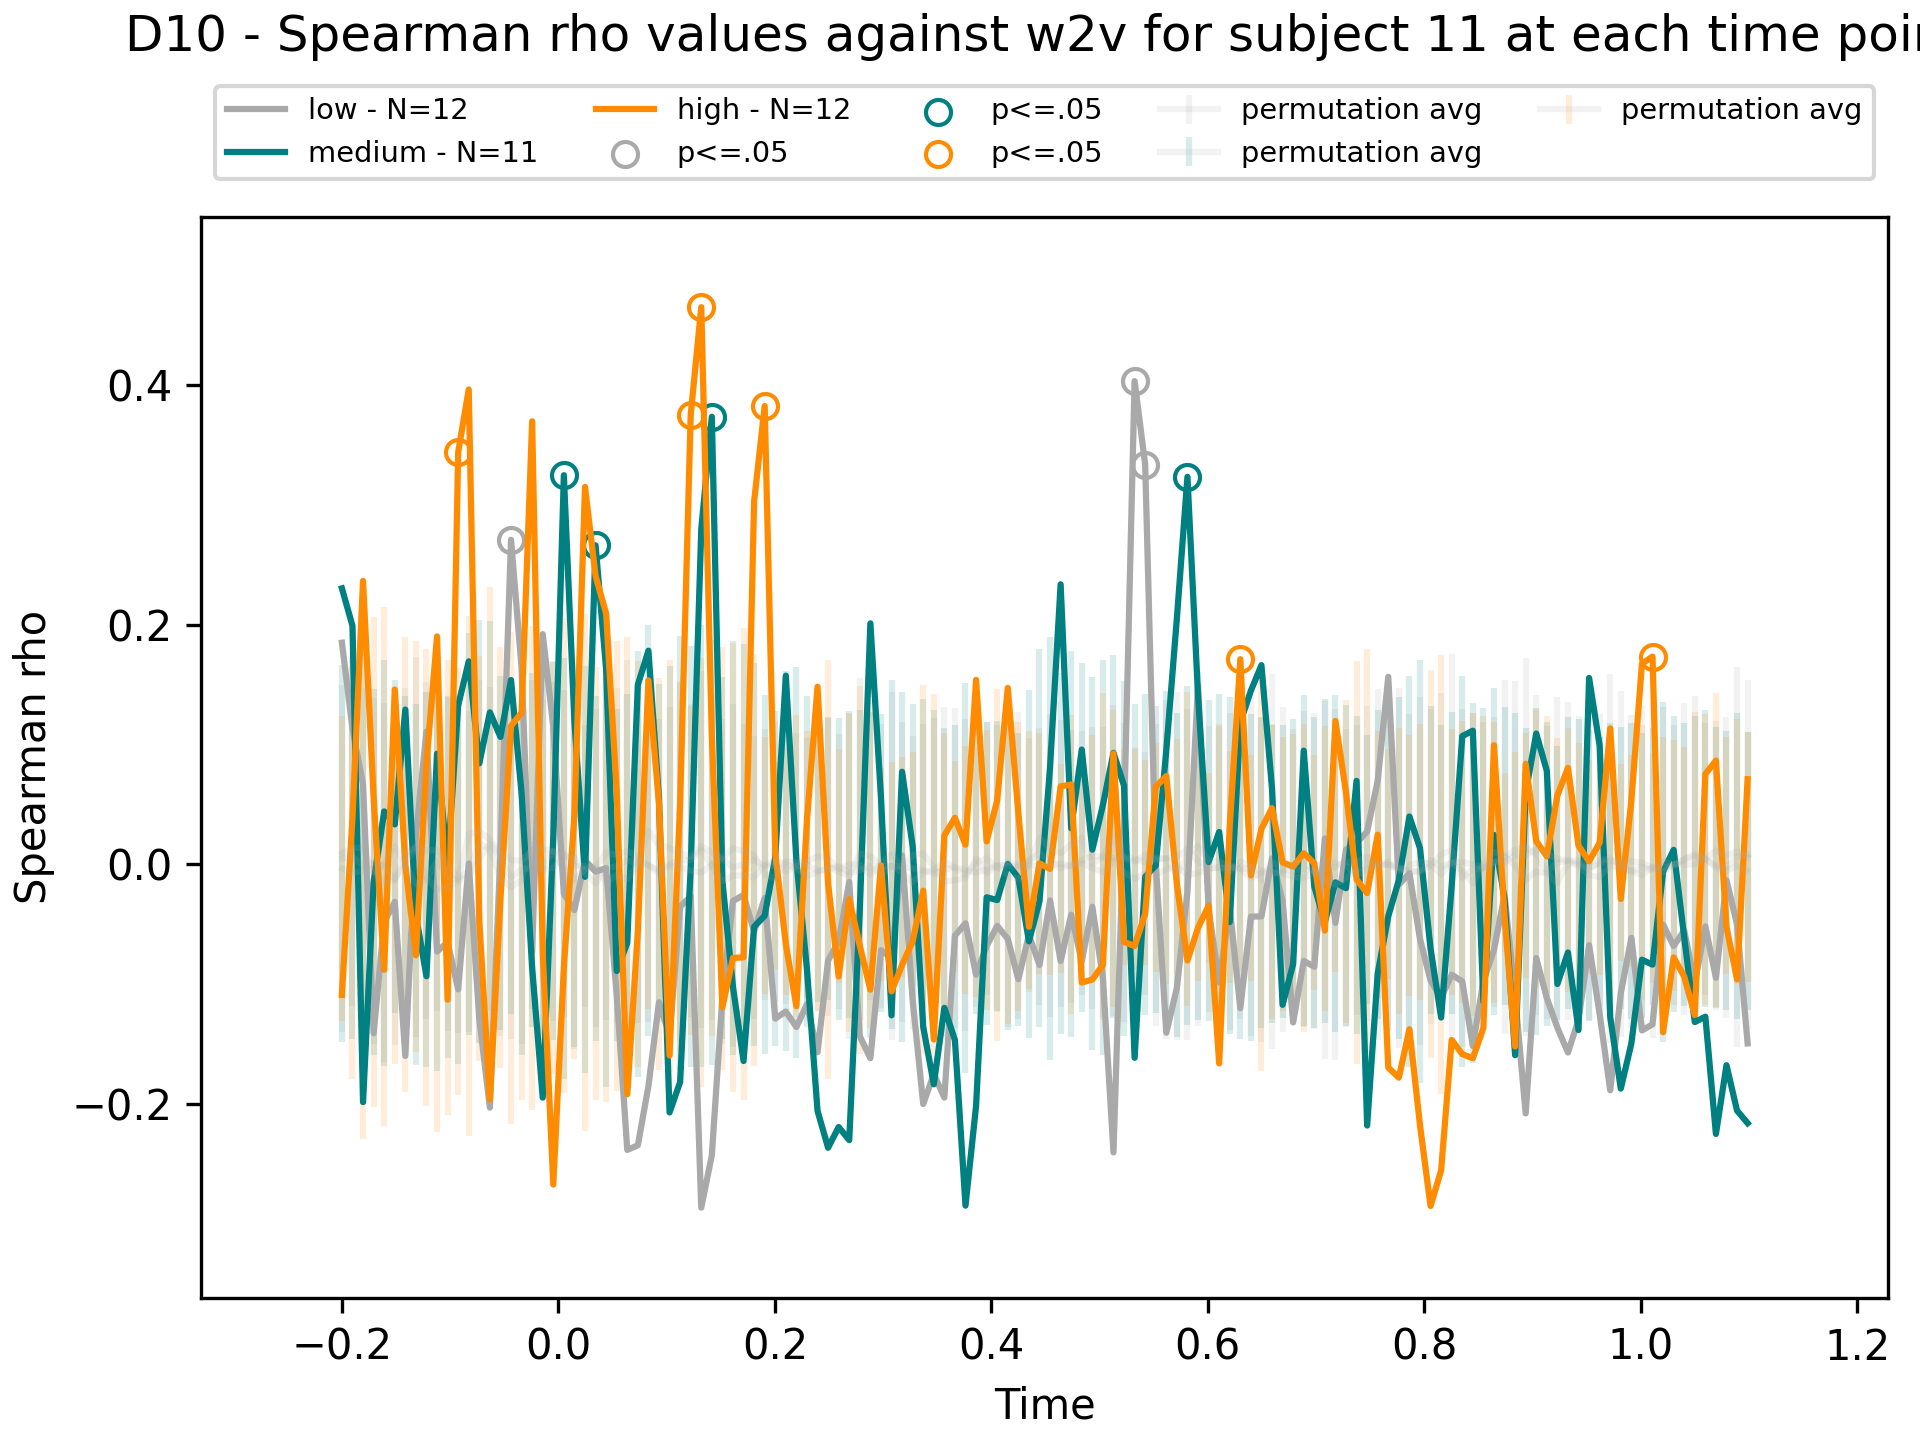 D10 - Spearman rho values against w2v for subject 11 at each time poi
low - N=12
medium - N=11
high - N=12
p<=.05
p<=.05
p<=.05
permutation avg
permutation avg
permutation avg
Spearman rho
0.4
0.2
0.0
−0.2
−0.2 0.0 0.2 0.4 0.6 0.8 1.0 1.2
Time